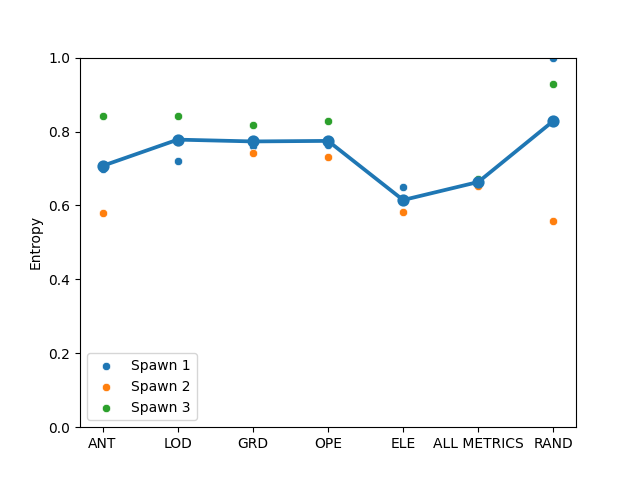 1.0
0.8
0.6
0.4
0.2
0.0
Entropy
Spawn 1
Spawn 2
Spawn 3
ANT LOD GRD OPE ELE ALL METRICS RAND